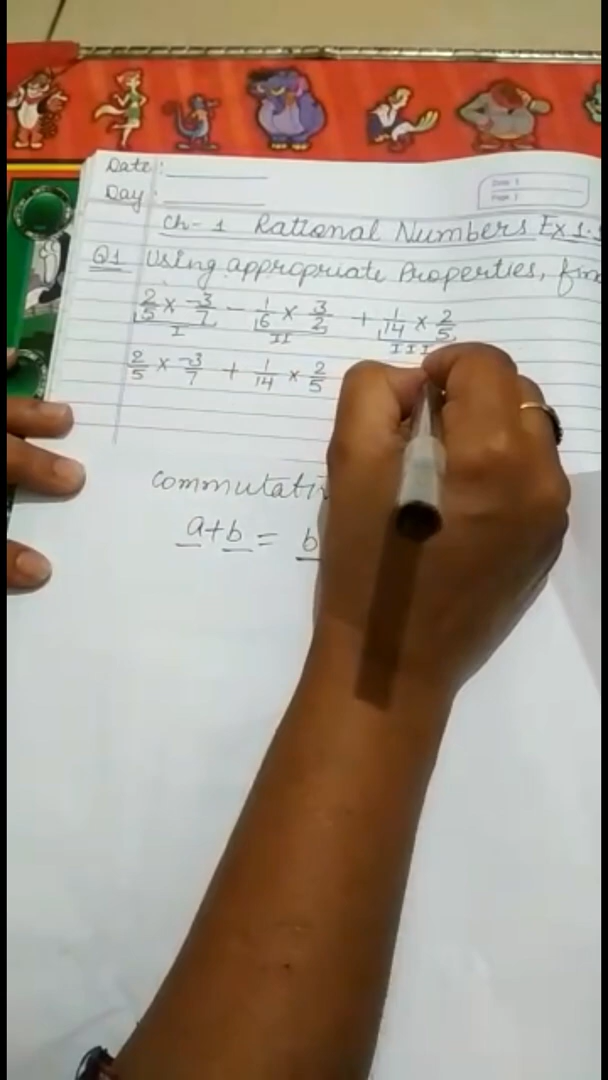 Date:
Day:
Ch-1 Rational Numbers Ex 1.
Q1 Using appropriate Properties, fin
2/5 × -3/7 - 1/6 × 3/2 + 1/14 × 2/5
I II III
2/5 × -3/7 + 1/14 × 2/5
Commutati
a+b = b